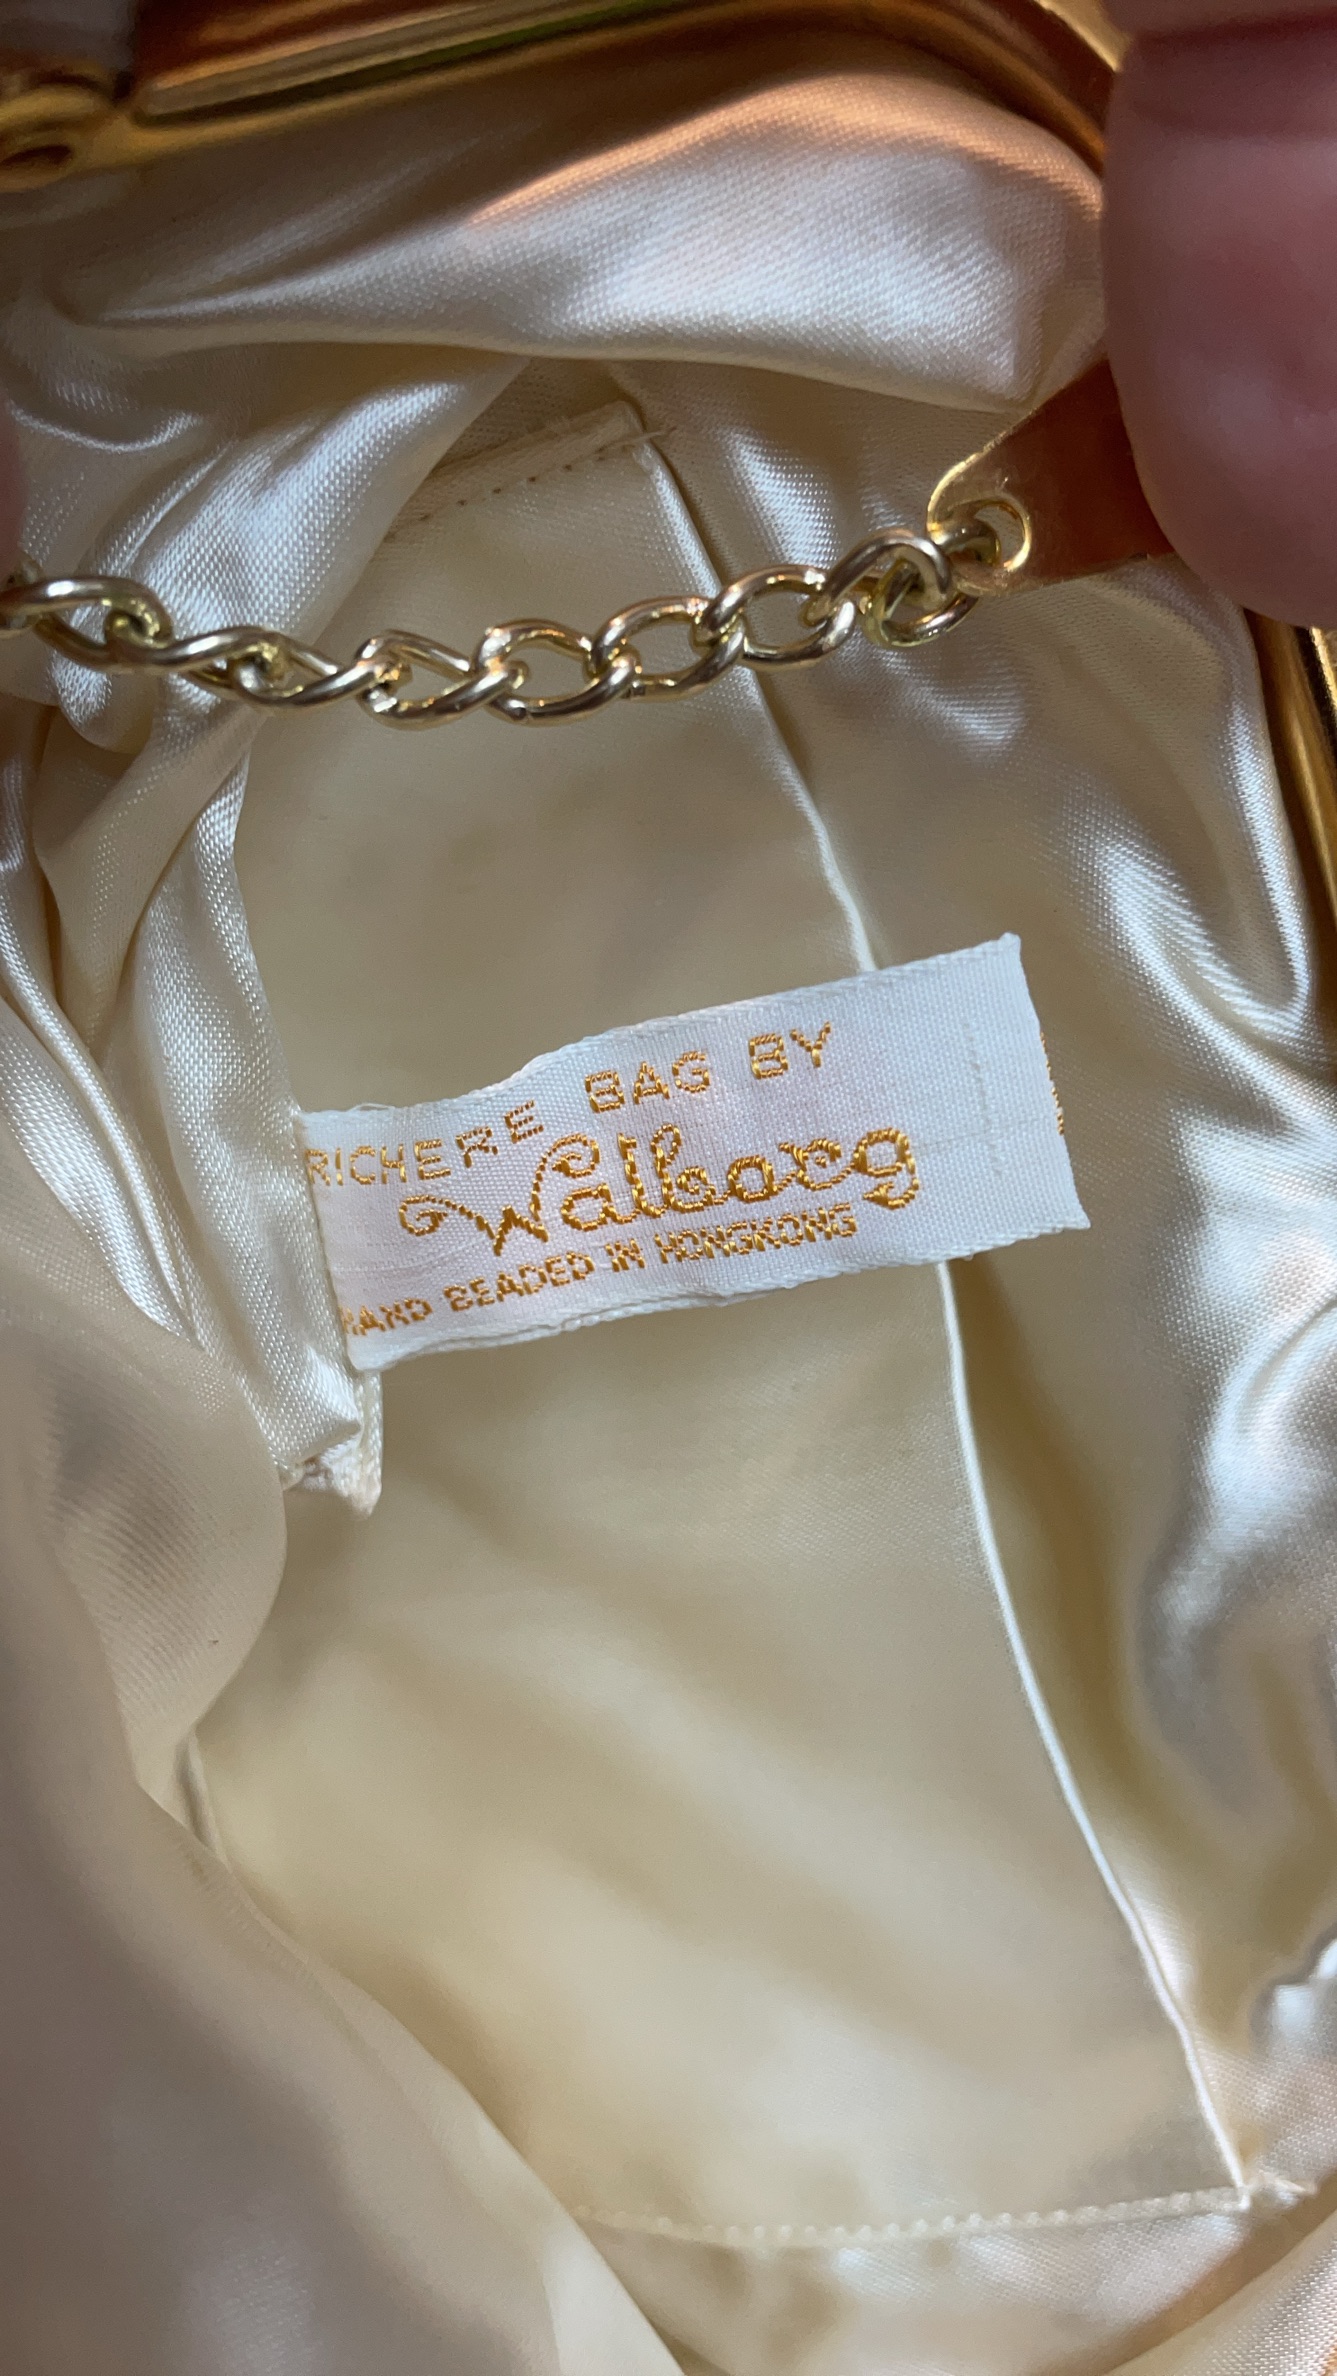 RICHERE BAG BY
Walborg
HAND BEADED IN HONGKONG